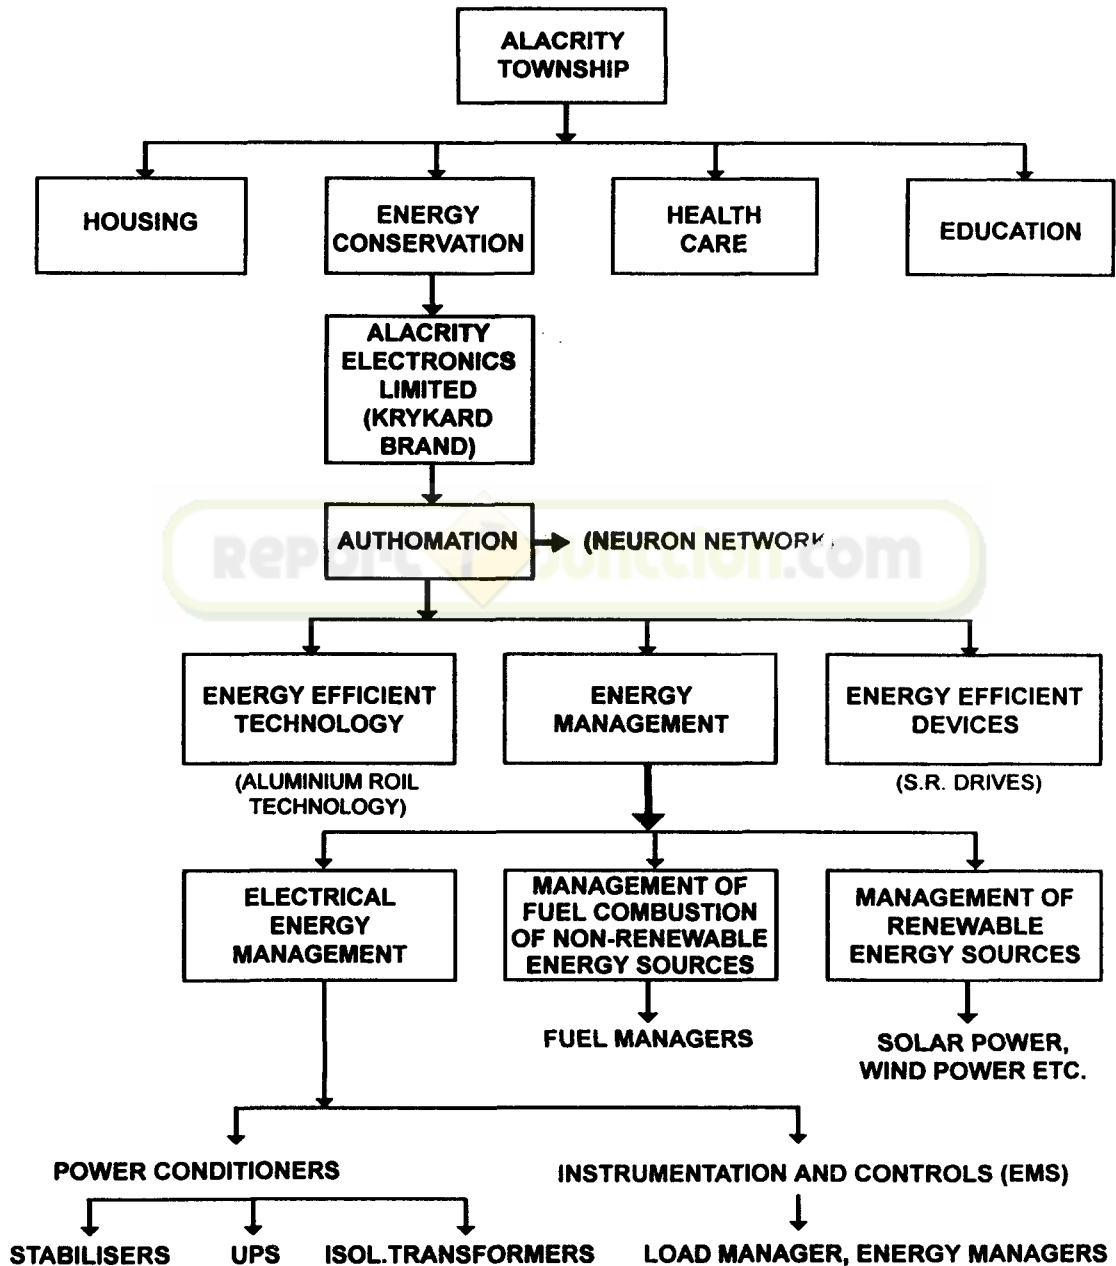 ALACRITY
TOWNSHIP
HOUSING
ENERGY
CONSERVATION
HEALTH
CARE
EDUCATION
ALACRITY
ELECTRONICS
LIMITED
(KRYKARD
BRAND)
AUTHOMATION
(NEURON NETWORK)
ENERGY EFFICIENT
TECHNOLOGY
(ALUMINIUM ROIL
TECHNOLOGY)
ENERGY
MANAGEMENT
ENERGY EFFICIENT
DEVICES
(S.R. DRIVES)
ELECTRICAL
ENERGY
MANAGEMENT
MANAGEMENT OF
FUEL COMBUSTION
OF NON-RENEWABLE
ENERGY SOURCES
MANAGEMENT OF
RENEWABLE
ENERGY SOURCES
FUEL MANAGERS
SOLAR POWER,
WIND POWER ETC.
POWER CONDITIONERS
INSTRUMENTATION AND CONTROLS (EMS)
STABILISERS
UPS
ISOL.TRANSFORMERS
LOAD MANAGER, ENERGY MANAGERS